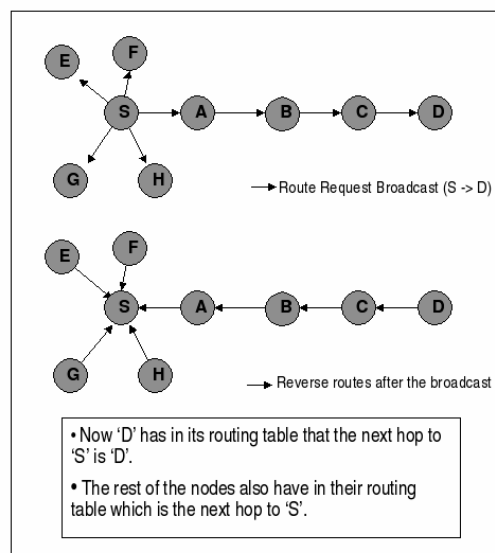 E
F
S
A
B
C
D
G
H
Route Request Broadcast (S -> D)
E
F
S
A
B
C
D
G
H
Reverse routes after the broadcast
• Now ‘D’ has in its routing table that the next hop to
‘S’ is ‘D’.
• The rest of the nodes also have in their routing
table which is the next hop to ‘S’.